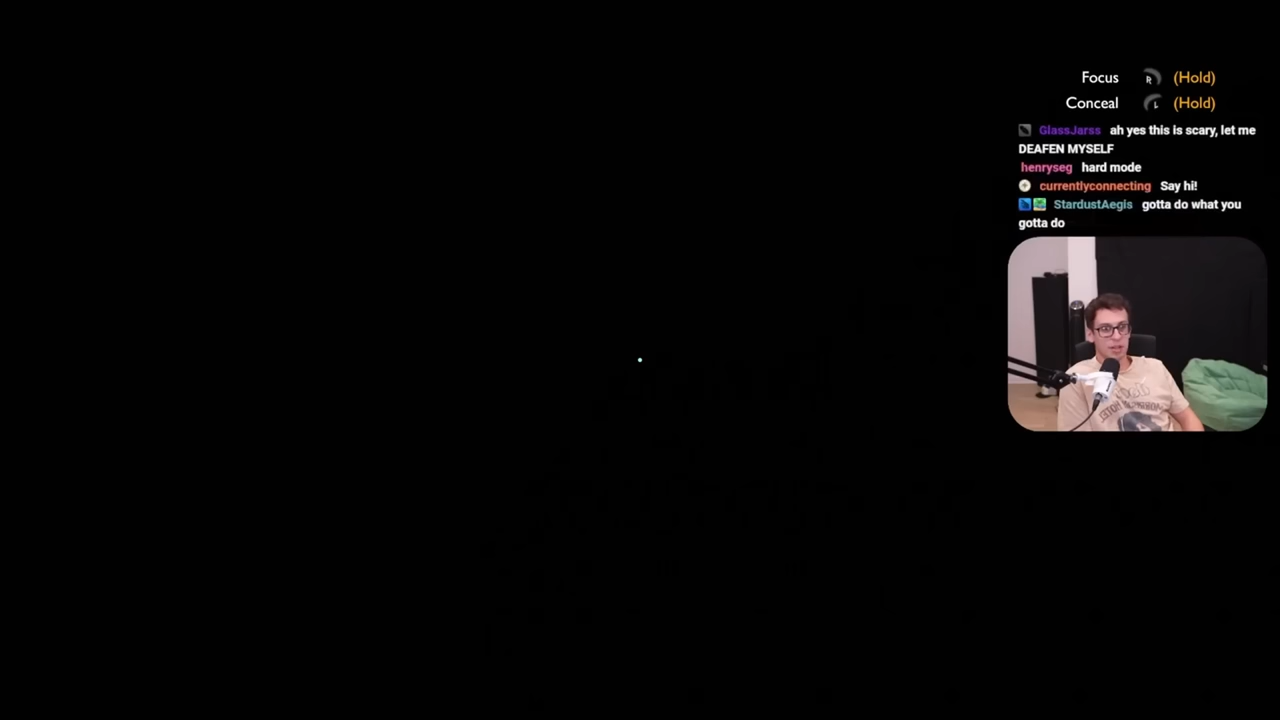 Focus R (Hold)
Conceal L (Hold)
GlassJarss ah yes this is scary, let me
DEAFEN MYSELF
henryseg hard mode
currentlyconnecting Say hi!
StardustAegis gotta do what you
gotta do